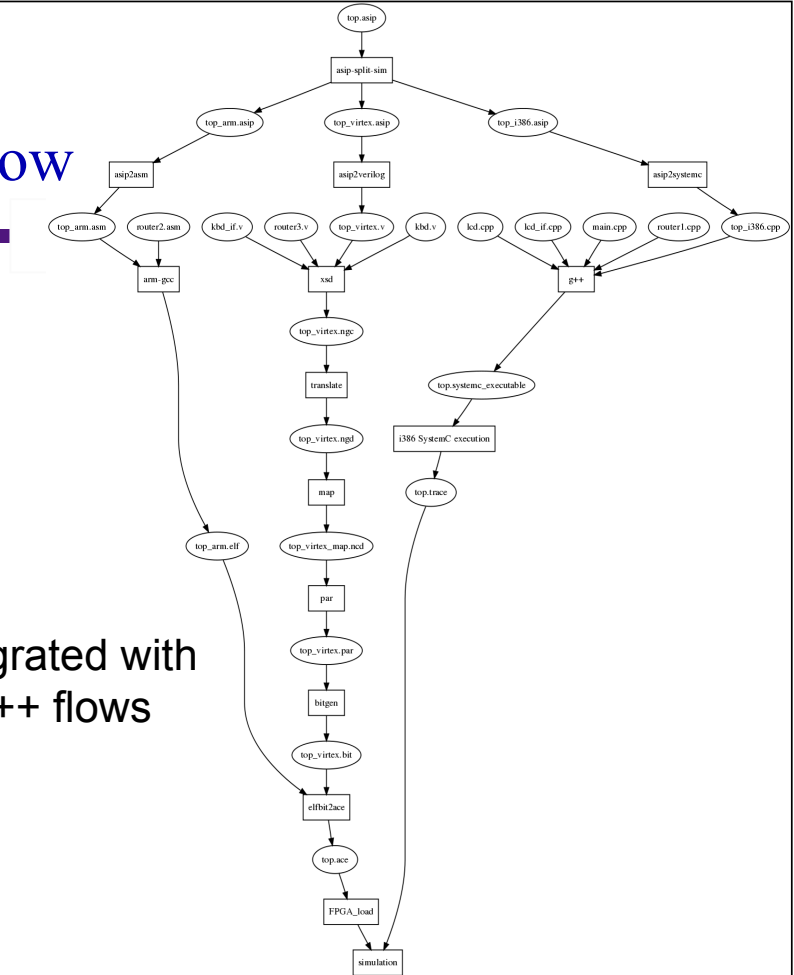 top.asip
asip-split-sim
top_arm.asip top_virtex.asip top_i386.asip
ow
asip2asm asip2verilog asip2systemc
top_arm.asm router2.asm kbd_if.v router3.v top_virtex.v kbd.v lcd.cpp lcd_if.cpp main.cpp router1.cpp top_i386.cpp
arm-gcc xsd g++
top_virtex.ngc
translate top.systemc_executable
top_virtex.ngd i386 SystemC execution
map top.trace
top_arm.elf top_virtex_map.ncd
par
grated with
top_virtex.par
++ flows
bitgen
top_virtex.bit
elfbit2ace
top.ace
FPGA_load
simulation